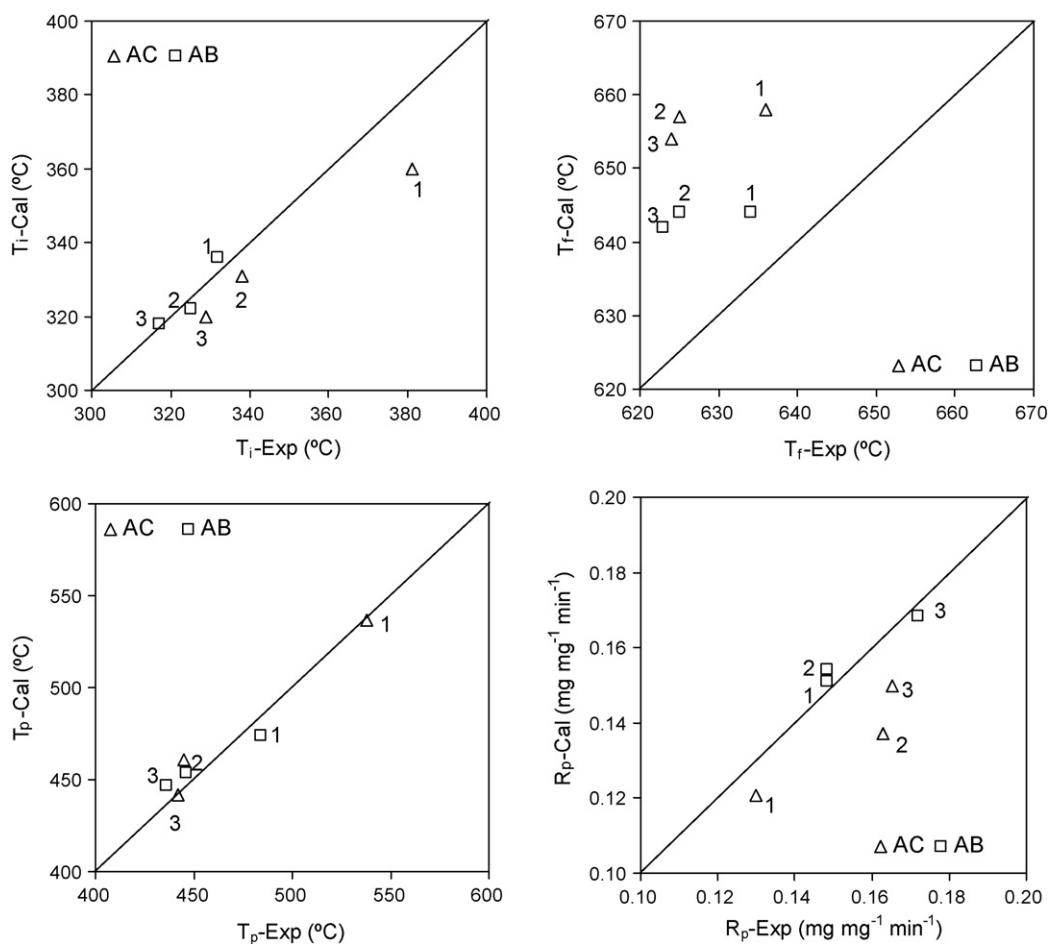 400
380
360
340
320
300
Ti-Cal (ºC)
AC AB
1
1
2
2
3
3
300 320 340 360 380 400
Ti-Exp (ºC)
670
660
650
640
630
620
Tf-Cal (ºC)
1
2
3
2 1
3
AC AB
620 630 640 650 660 670
Tf-Exp (ºC)
600
550
500
450
400
Tp-Cal (ºC)
AC AB
1
1
2
3
3
400 450 500 550 600
Tp-Exp (ºC)
0.20
0.18
0.16
0.14
0.12
0.10
Rp-Cal (mg mg-1 min-1)
3
2
1
3
2
1
AC AB
0.10 0.12 0.14 0.16 0.18 0.20
Rp-Exp (mg mg-1 min-1)